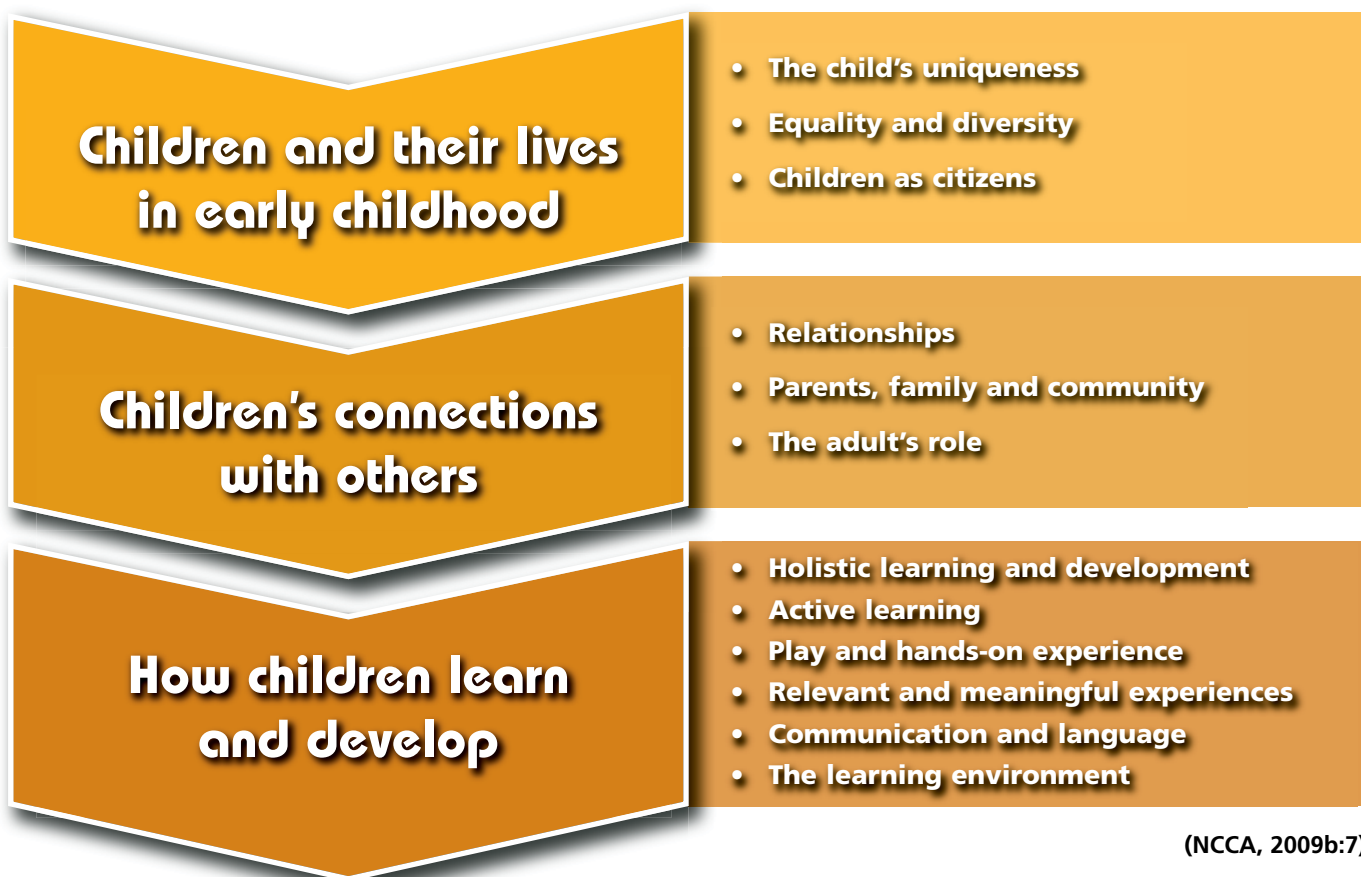 Children and their lives
in early childhood
• The child's uniqueness
• Equality and diversity
• Children as citizens
Children's connections
with others
• Relationships
• Parents, family and community
• The adult's role
How children learn
and develop
• Holistic learning and development
• Active learning
• Play and hands-on experience
• Relevant and meaningful experiences
• Communication and language
• The learning environment
(NCCA, 2009b:7)